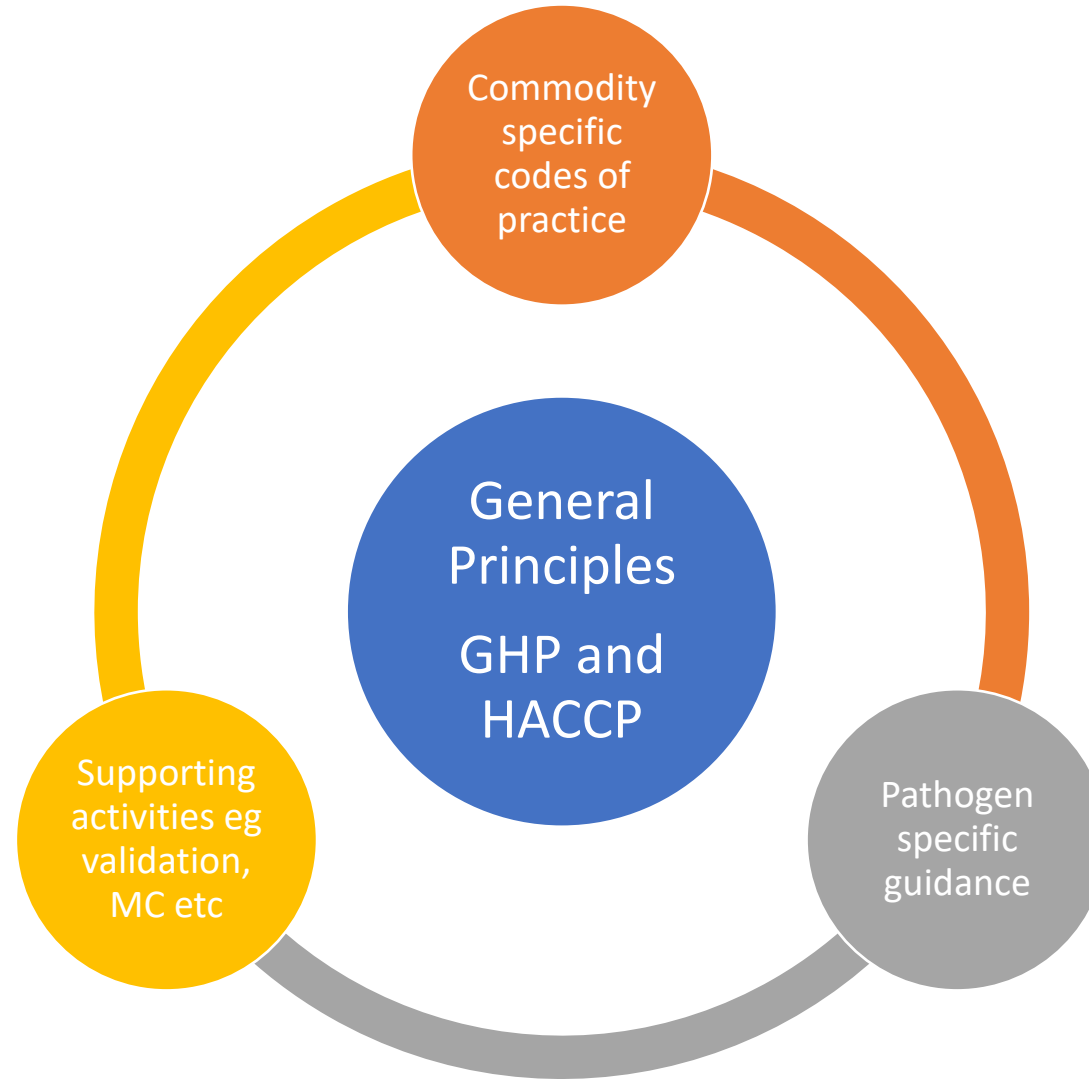 Commodity
specific
codes of
practice
General
Principles
GHP and
HACCP
Supporting
activities eg
validation,
MC etc
Pathogen
specific
guidance